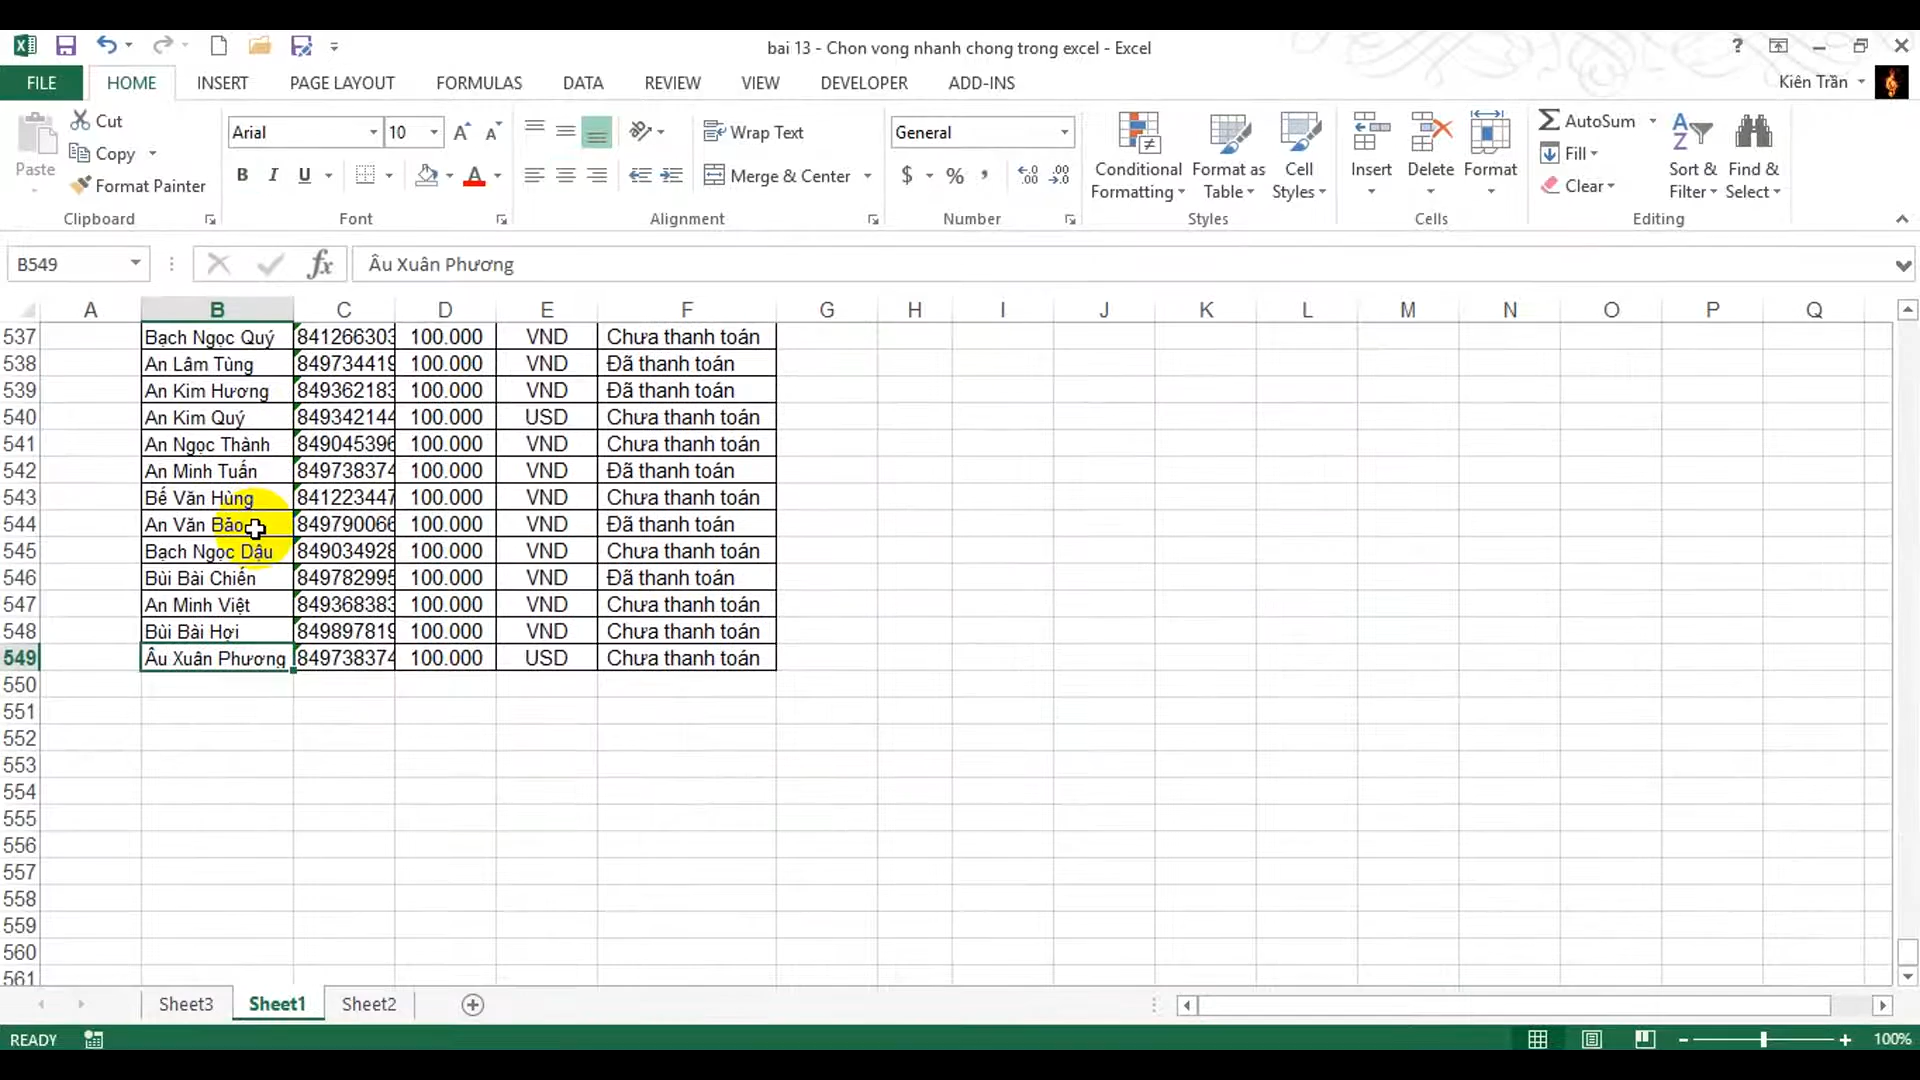 bai 13 - Chon vong nhanh chong trong excel - Excel
?
FILE HOME INSERT PAGE LAYOUT FORMULAS DATA REVIEW VIEW DEVELOPER ADD-INS Kiên Trần
Paste
Cut
Copy
Format Painter
Clipboard
Arial 10
B I U
Font
Wrap Text
Merge & Center
Alignment
General
$ %
Number
Conditional Formatting
Format as Table
Cell Styles
Styles
Insert Delete Format
Cells
AutoSum
Fill
Clear
Sort & Filter
Find & Select
Editing
B549 fx Âu Xuân Phương
A B C D E F G H I J K L M N O P Q
537 Bạch Ngọc Quý 841266303 100.000 VND Chưa thanh toán
538 An Lâm Tùng 849734419 100.000 VND Đã thanh toán
539 An Kim Hương 849362183 100.000 VND Đã thanh toán
540 An Kim Quý 849342144 100.000 USD Chưa thanh toán
541 An Ngọc Thành 849045396 100.000 VND Chưa thanh toán
542 An Minh Tuấn 849738374 100.000 VND Đã thanh toán
543 Bế Văn Hùng 841223447 100.000 VND Chưa thanh toán
544 An Văn Bảo 849790066 100.000 VND Đã thanh toán
545 Bạch Ngọc Dậu 849034928 100.000 VND Chưa thanh toán
546 Bùi Bài Chiến 849782995 100.000 VND Đã thanh toán
547 An Minh Việt 849368383 100.000 VND Chưa thanh toán
548 Bùi Bài Hợi 849897819 100.000 VND Chưa thanh toán
549 Âu Xuân Phương 849738374 100.000 USD Chưa thanh toán
550
551
552
553
554
555
556
557
558
559
560
561
Sheet3 Sheet1 Sheet2
READY 100%